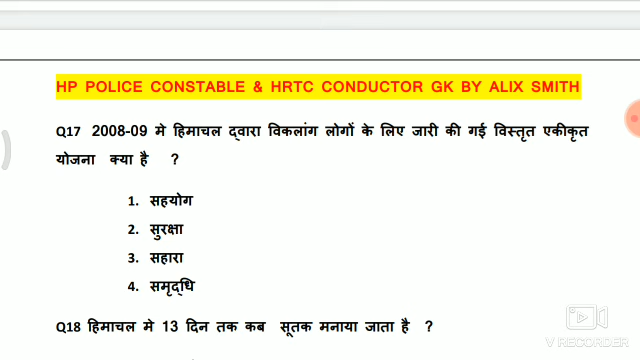 HP POLICE CONSTABLE & HRTC CONDUCTOR GK BY ALIX SMITH
Q17 2008-09 मे हिमाचल द्वारा विकलांग लोगों के लिए जारी की गई विस्तृत एकीकृत
योजना क्या है ?
1. सहयोग
2. सुरक्षा
3. सहारा
4. समृद्धि
Q18 हिमाचल मे 13 दिन तक कब सूतक मनाया जाता है ?
V RECORDER